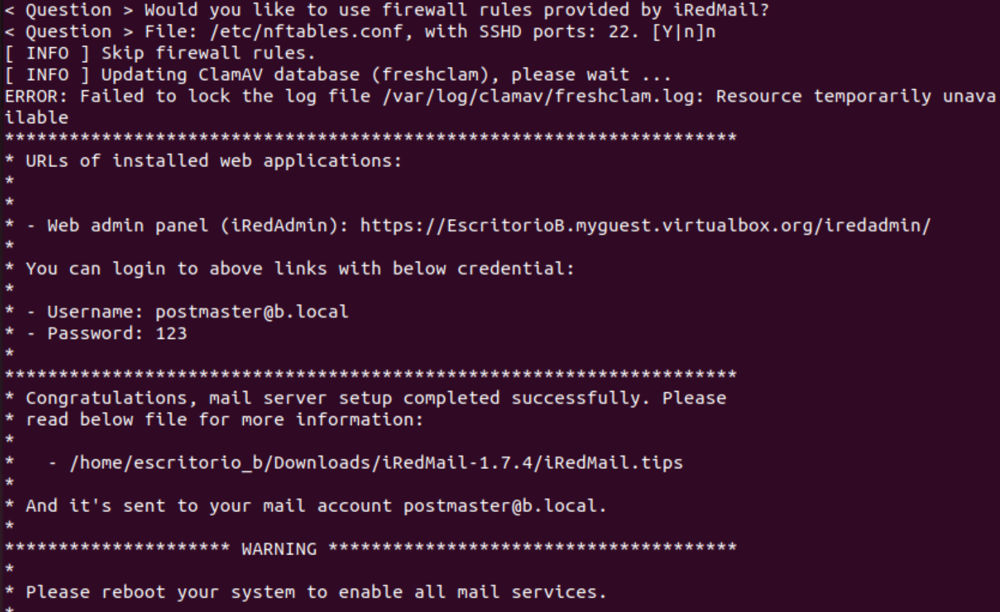 < Question > Would you like to use firewall rules provided by iRedMail?
< Question > File: /etc/nftables.conf, with SSHD ports: 22. [Y|n]n
[ INFO ] Skip firewall rules.
[ INFO ] Updating ClamAV database (freshclam), please wait ...
ERROR: Failed to lock the log file /var/log/clamav/freshclam.log: Resource temporarily unava
ilable
********************************************************************
* URLs of installed web applications:
*
*
* - Web admin panel (iRedAdmin): https://EscritorioB.myguest.virtualbox.org/iredadmin/
*
* You can login to above links with below credential:
*
* - Username: postmaster@b.local
* - Password: 123
*
********************************************************************
* Congratulations, mail server setup completed successfully. Please
* read below file for more information:
*
*   - /home/escritorio_b/Downloads/iRedMail-1.7.4/iRedMail.tips
*
* And it's sent to your mail account postmaster@b.local.
*
********************* WARNING **************************************
*
* Please reboot your system to enable all mail services.
*